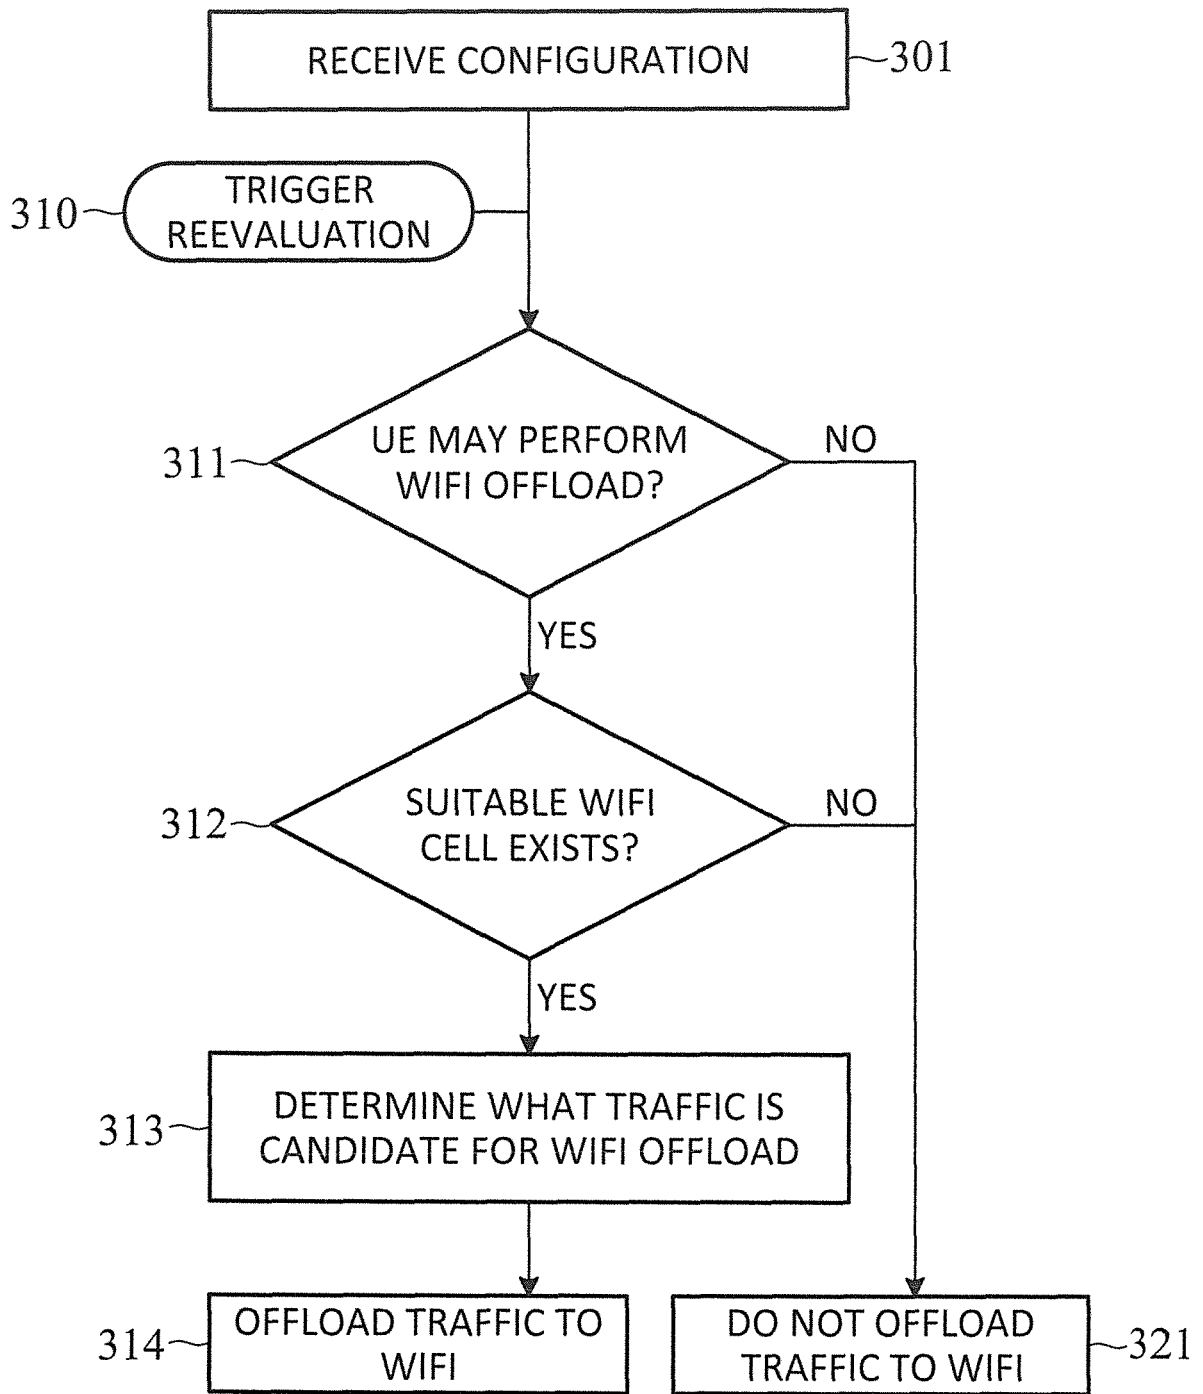 RECEIVE CONFIGURATION
301
TRIGGER
REEVALUATION
310
UE MAY PERFORM
WIFI OFFLOAD?
311
NO
YES
SUITABLE WIFI
CELL EXISTS?
312
NO
YES
DETERMINE WHAT TRAFFIC IS
CANDIDATE FOR WIFI OFFLOAD
313
OFFLOAD TRAFFIC TO
WIFI
314
DO NOT OFFLOAD
TRAFFIC TO WIFI
321